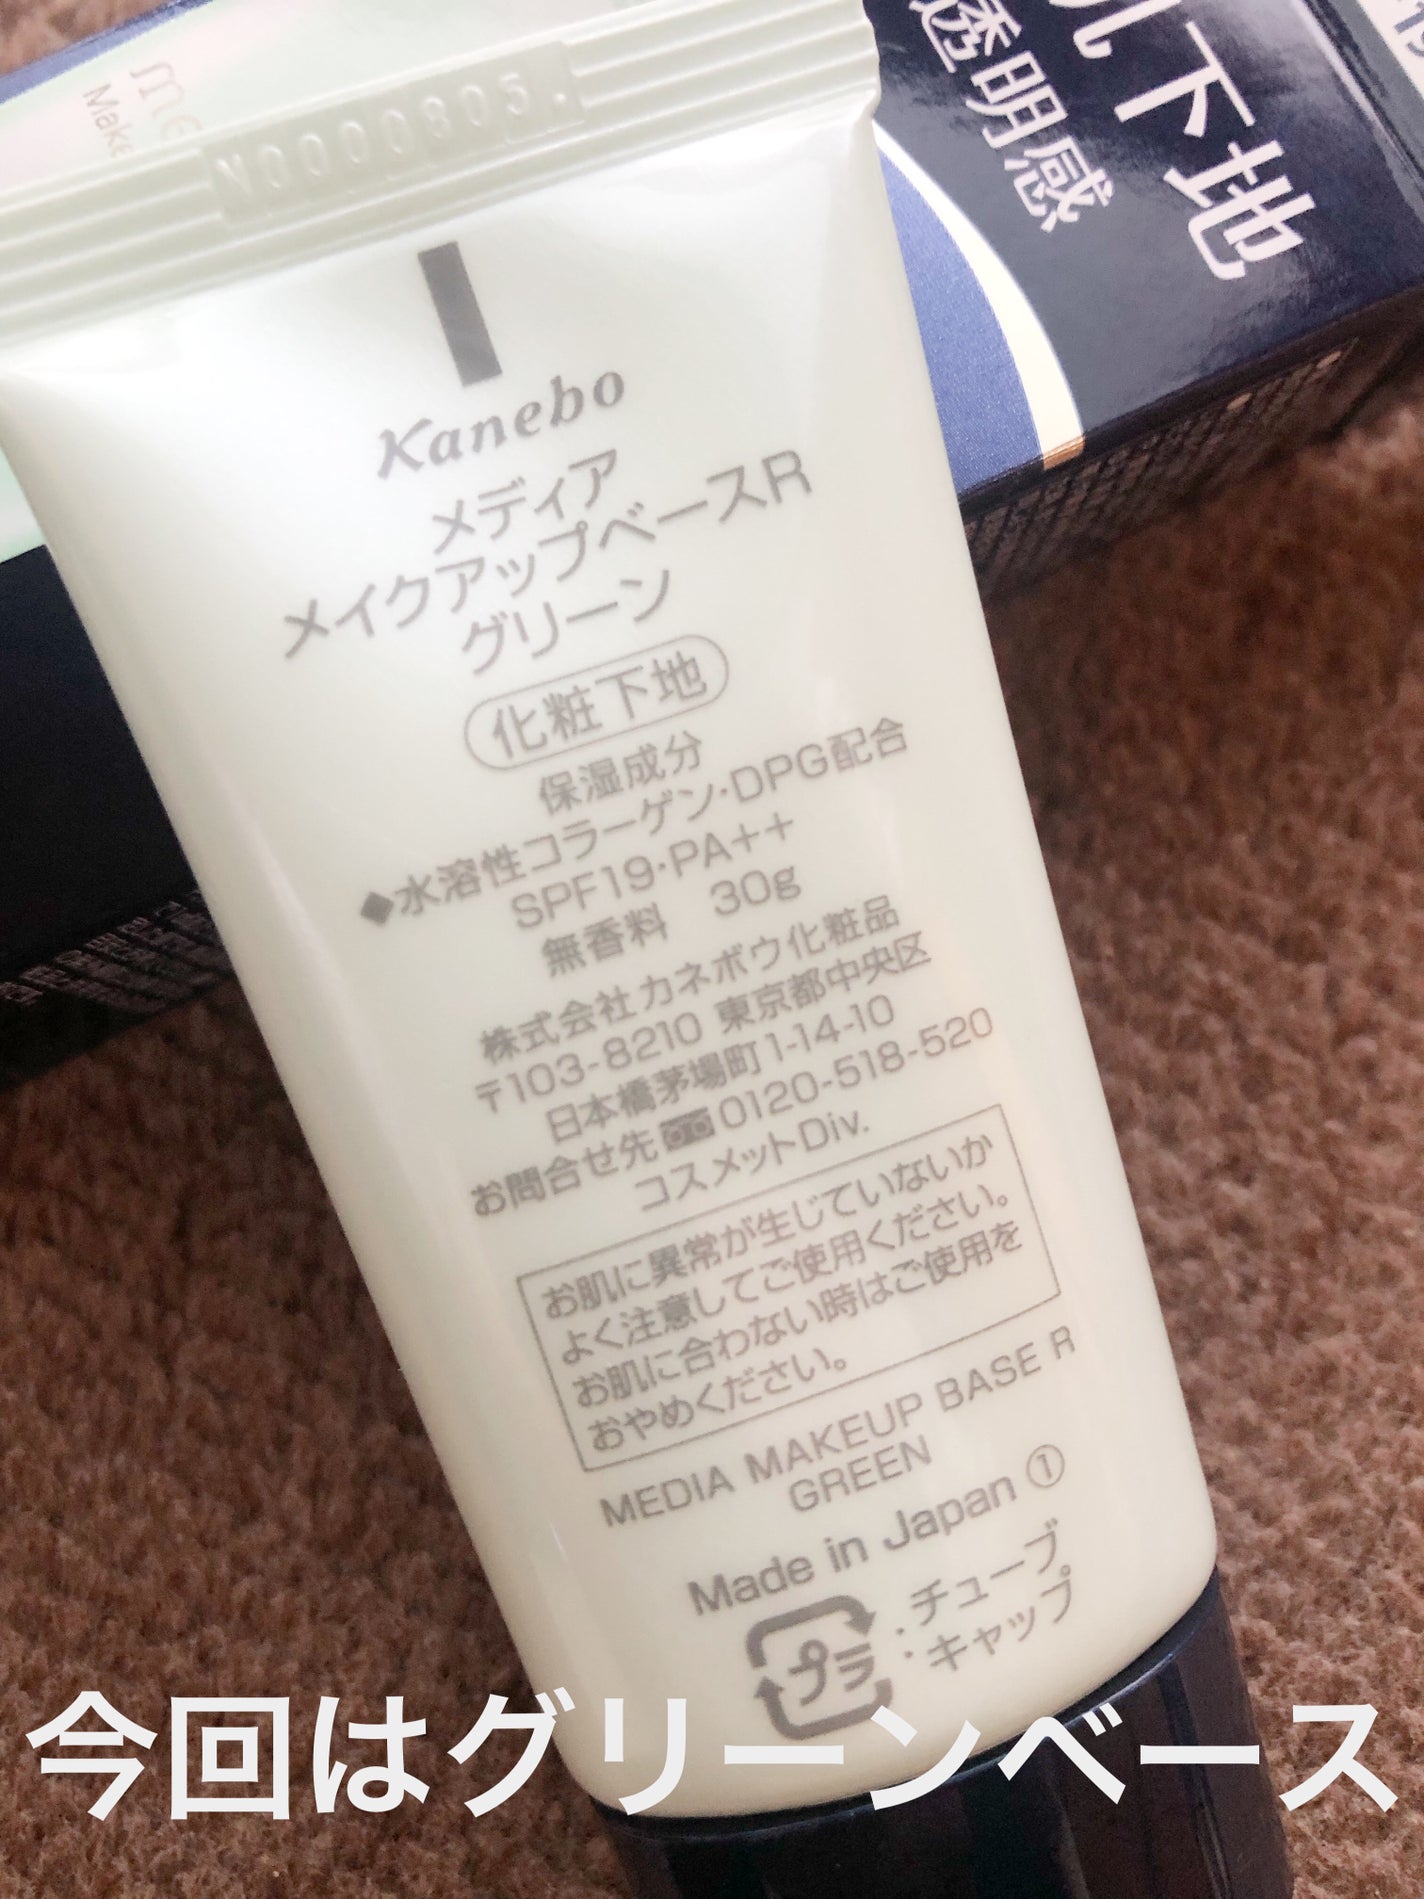 肌下地
透明感
Make
N0000805.
Kanebo
メディア
メイクアップベースR
グリーン
化粧下地
保湿成分
◆水溶性コラーゲン・DPG配合
SPF19・PA++
無香料 30g
株式会社カネボウ化粧品
〒103-8210 東京都中央区
日本橋茅場町1-14-10
お問合せ先 0120-518-520
コスメットDiv.
お肌に異常が生じていないか
よく注意してご使用ください。
お肌に合わない時はご使用を
おやめください。
MEDIA MAKEUP BASE R
GREEN
Made in Japan ①
プラ
:チューブ,
:キャップ
今回はグリーンベース